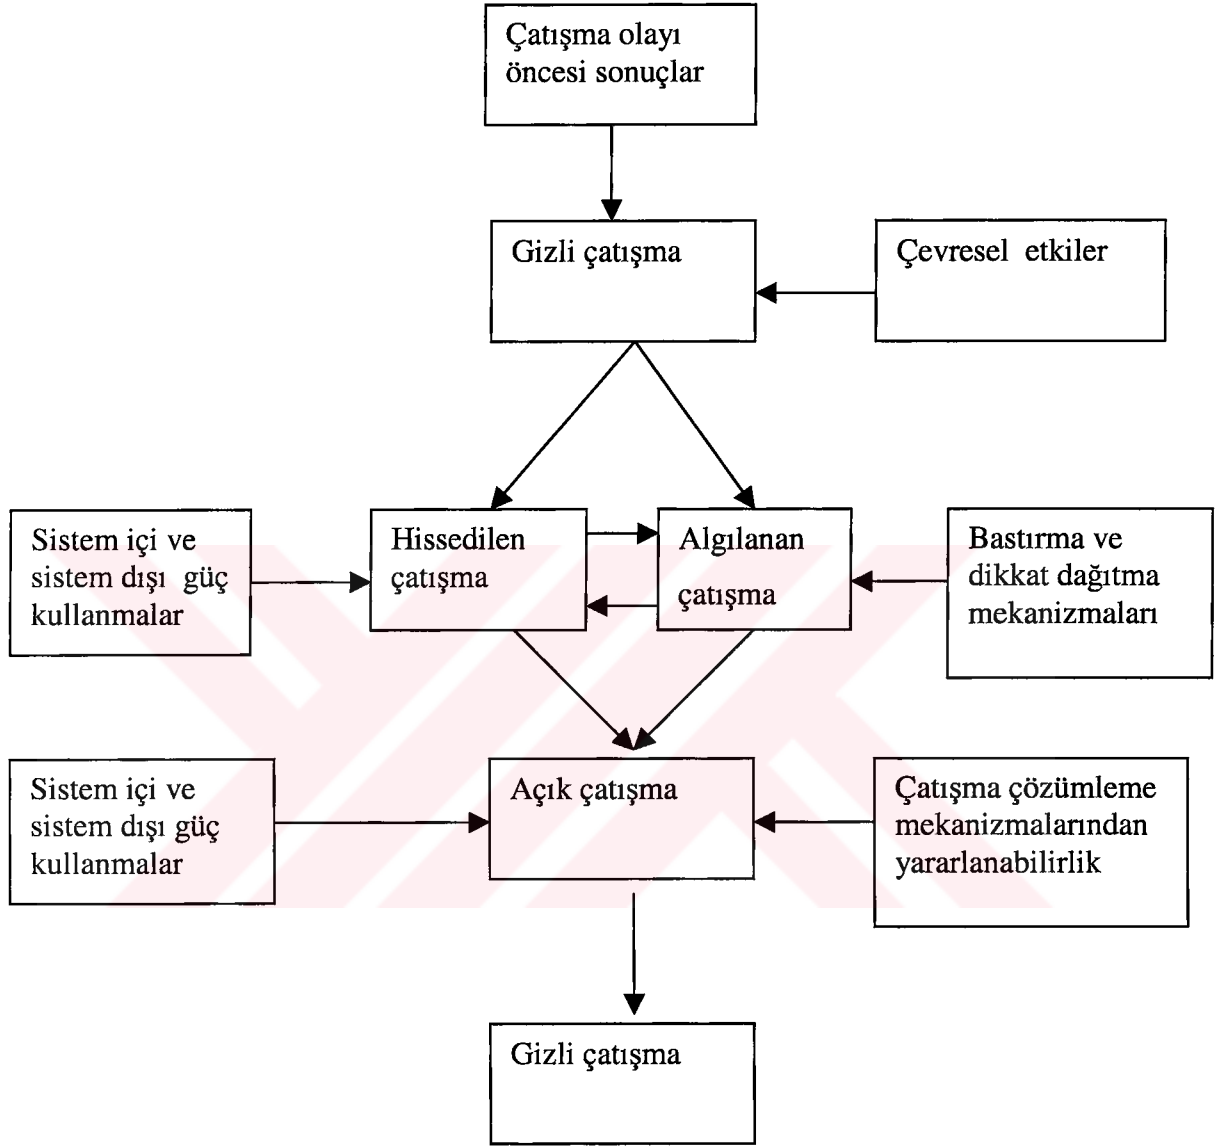 Çatışma olayı
öncesi sonuçlar
Gizli çatışma
Çevresel  etkiler
Sistem içi ve
sistem dışı  güç
kullanmalar
Hissedilen
çatışma
Algılanan
çatışma
Bastırma ve
dikkat dağıtma
mekanizmaları
Sistem içi ve
sistem dışı güç
kullanmalar
Açık çatışma
Çatışma çözümleme
mekanizmalarından
yararlanabilirlik
Gizli çatışma